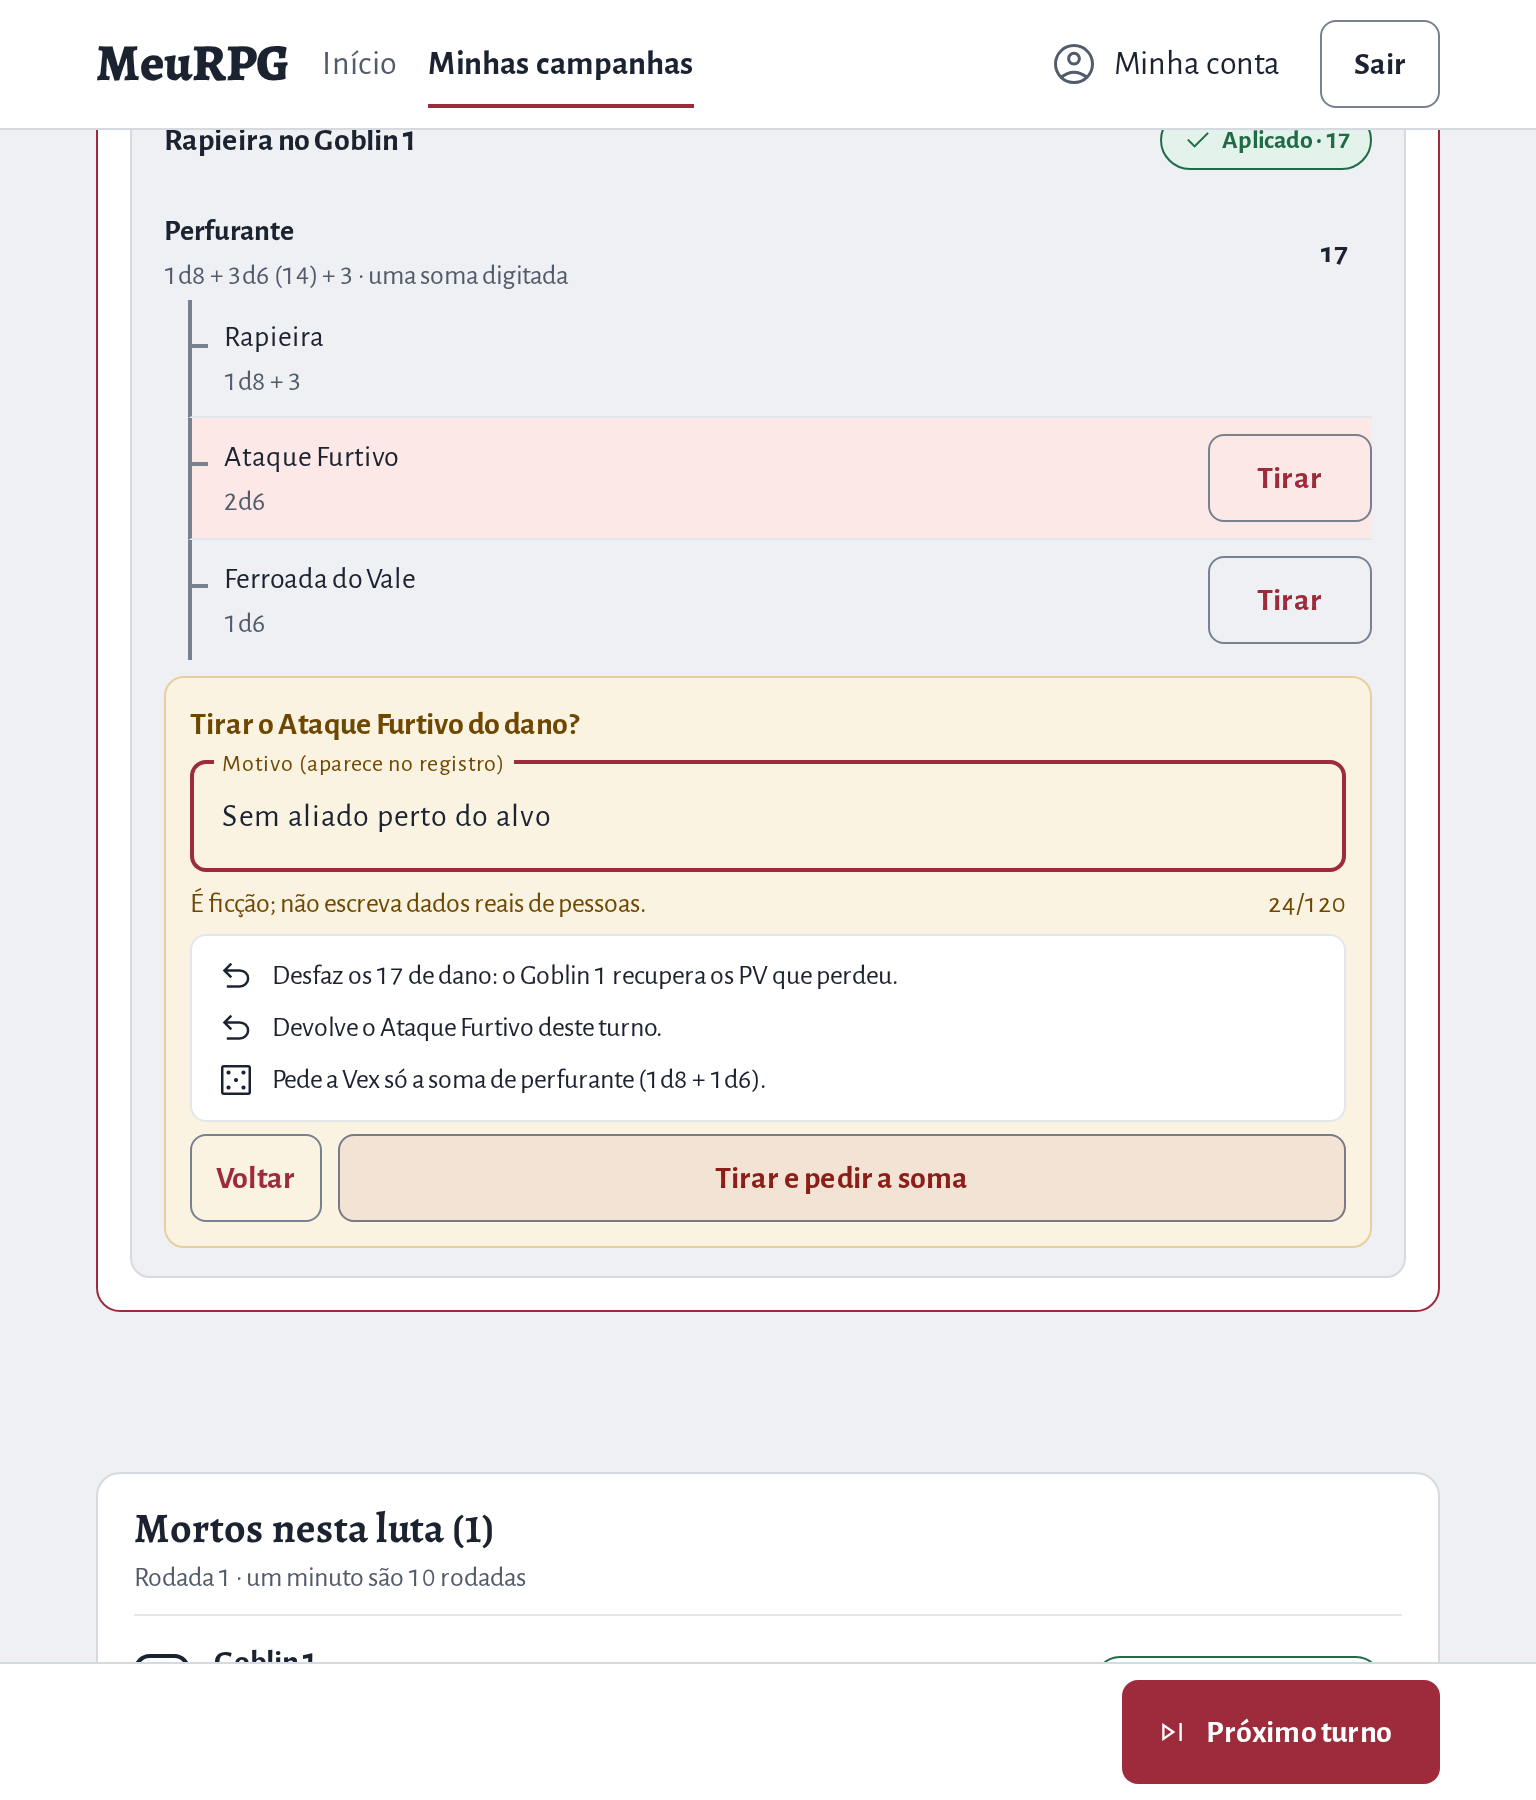 MeuRPG Início Minhas campanhas Minha conta Sair
Rapieira no Goblin 1 Aplicado · 17
Perfurante
1d8 + 3d6 (14) + 3 · uma soma digitada 17
Rapieira
1d8 + 3
Ataque Furtivo
2d6 Tirar
Ferroada do Vale
1d6 Tirar
Tirar o Ataque Furtivo do dano?
Motivo (aparece no registro)
Sem aliado perto do alvo
É ficção; não escreva dados reais de pessoas. 24/120
Desfaz os 17 de dano: o Goblin 1 recupera os PV que perdeu.
Devolve o Ataque Furtivo deste turno.
Pede a Vex só a soma de perfurante (1d8 + 1d6).
Voltar Tirar e pedir a soma
Mortos nesta luta (1)
Rodada 1 · um minuto são 10 rodadas
Goblin 1
Próximo turno